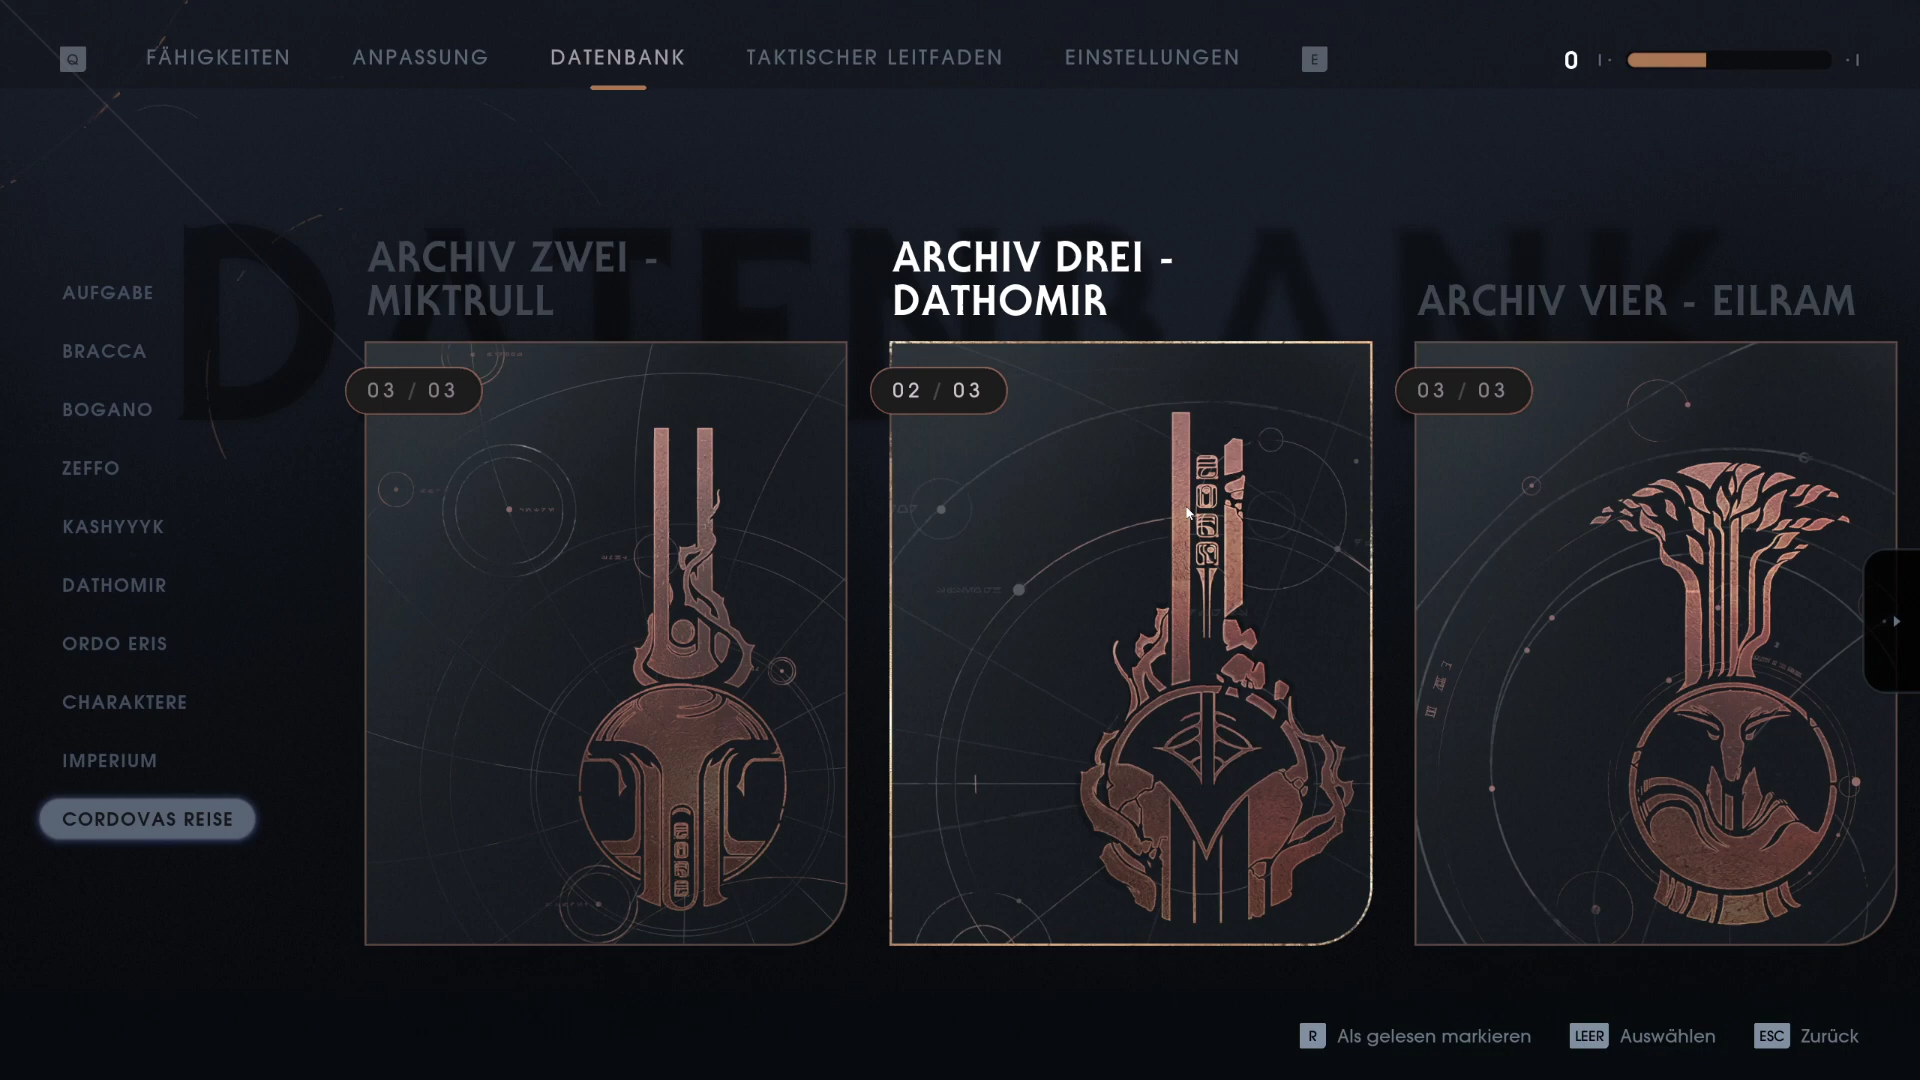 Q
FÄHIGKEITEN
ANPASSUNG
DATENBANK
TAKTISCHER LEITFADEN
EINSTELLUNGEN
E
0
DATENBANK
AUFGABE
BRACCA
BOGANO
ZEFFO
KASHYYYK
DATHOMIR
ORDO ERIS
CHARAKTERE
IMPERIUM
CORDOVAS REISE
ARCHIV ZWEI -
MIKTRULL
03 / 03
ARCHIV DREI -
DATHOMIR
02 / 03
ARCHIV VIER - EILRAM
03 / 03
R Als gelesen markieren
LEER Auswählen
ESC Zurück